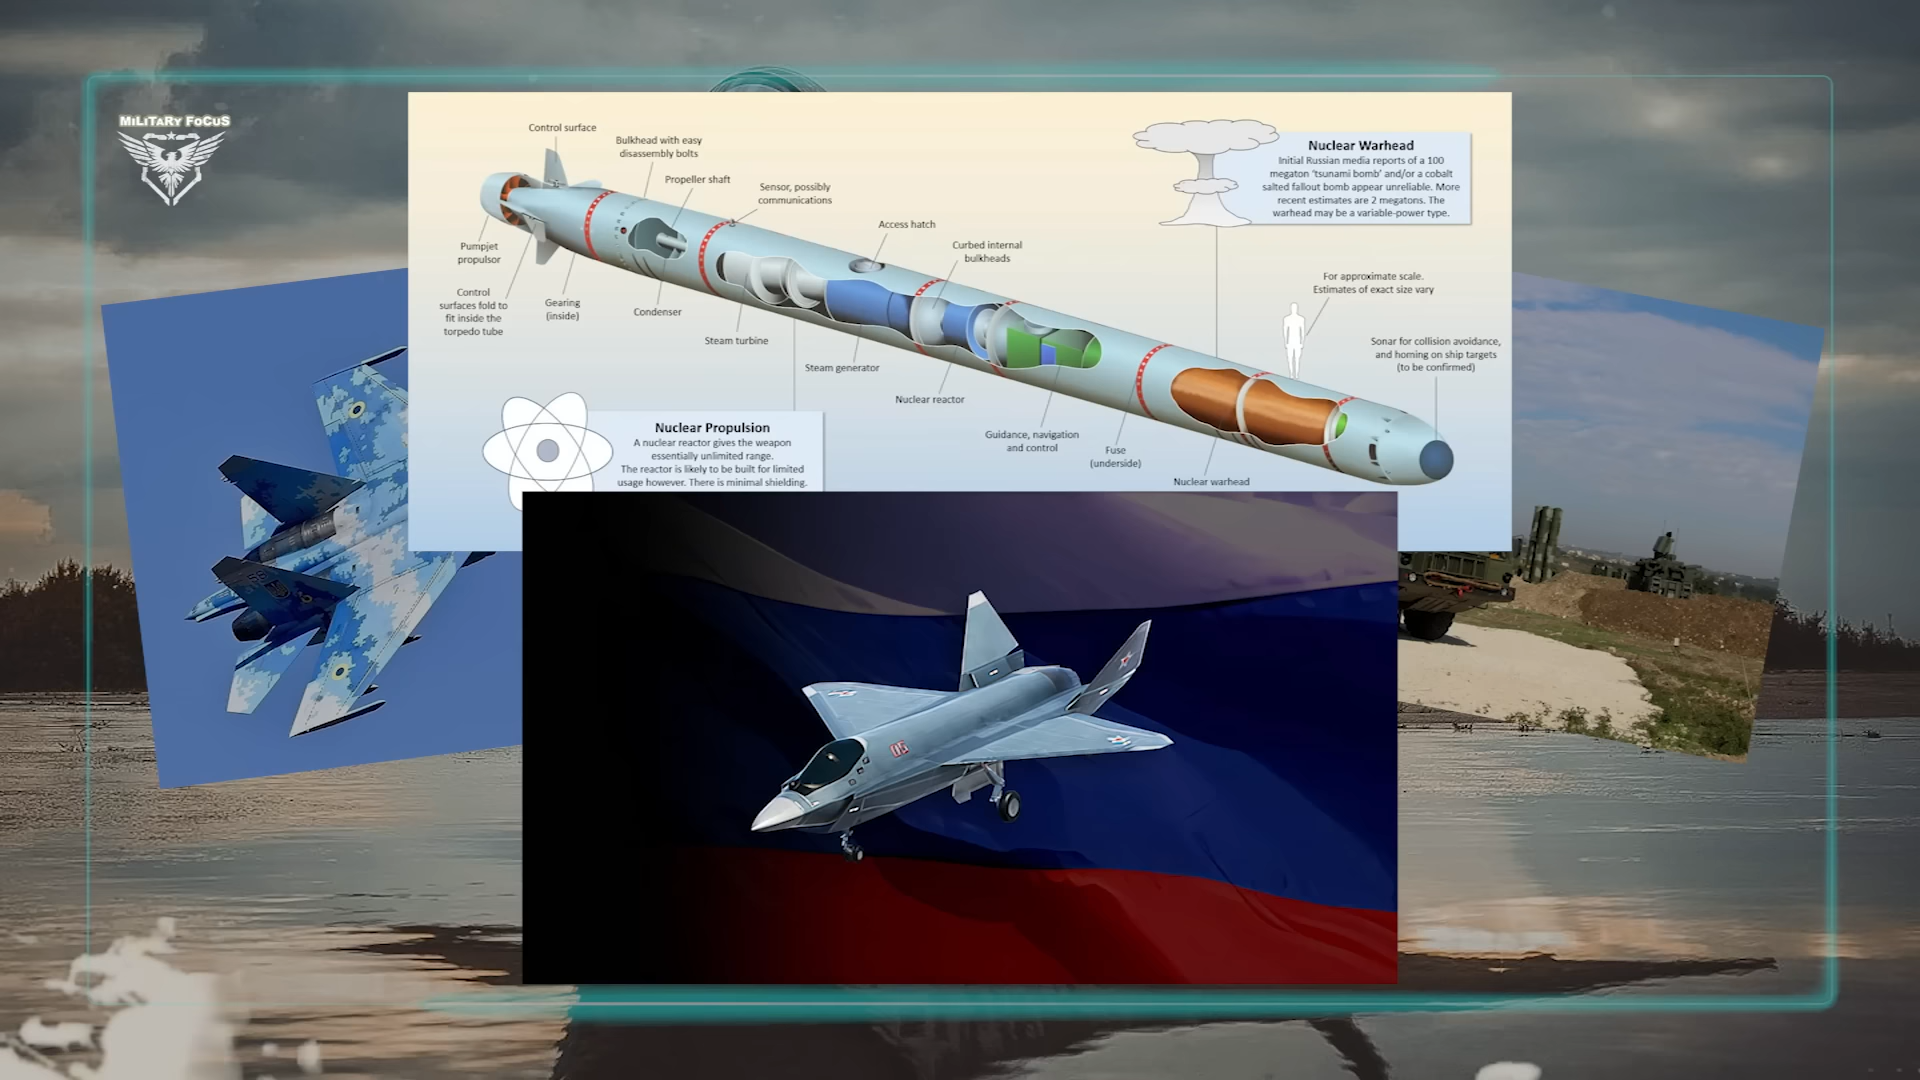 MiLiTARy FoCuS
Control surface
Bulkhead with easy
disassembly bolts
Propeller shaft
Sensor, possibly
communications
Access hatch
Curbed internal
bulkheads
Nuclear Warhead
Initial Russian media reports of a 100
megaton 'tsunami bomb' and/or a cobalt
salted fallout bomb appear unreliable. More
recent estimates are 2 megatons. The
warhead may be a variable-power type.
For approximate scale.
Estimates of exact size vary
Sonar for collision avoidance,
and homing on ship targets
(to be confirmed)
Pumpjet
propulsor
Control
surfaces fold to
fit inside the
torpedo tube
Gearing
(inside)
Condenser
Steam turbine
Steam generator
Nuclear reactor
Guidance, navigation
and control
Fuse
(underside)
Nuclear warhead
Nuclear Propulsion
A nuclear reactor gives the weapon
essentially unlimited range.
The reactor is likely to be built for limited
usage however. There is minimal shielding.
05